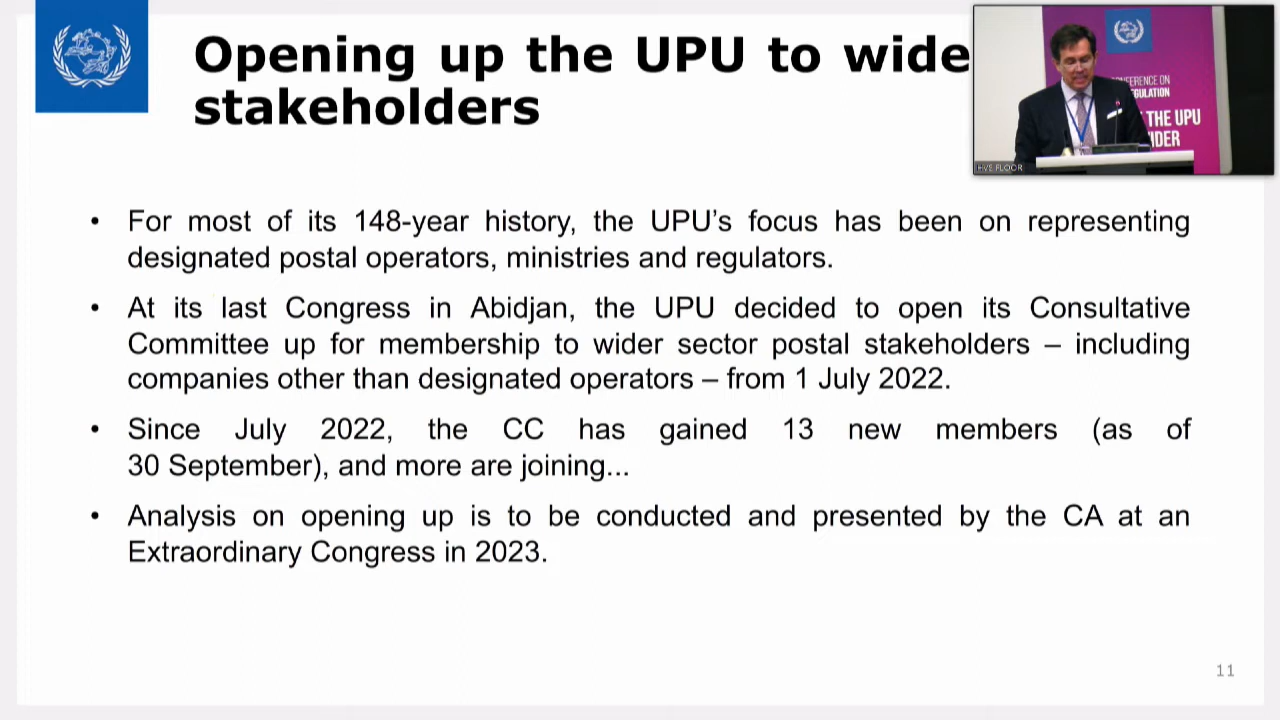 Opening up the UPU to wide
stakeholders
CONFERENCE ON
REGULATION
THE UPU
IDER
HVS FLOOR
• For most of its 148-year history, the UPU’s focus has been on representing
designated postal operators, ministries and regulators.
• At its last Congress in Abidjan, the UPU decided to open its Consultative
Committee up for membership to wider sector postal stakeholders – including
companies other than designated operators – from 1 July 2022.
• Since July 2022, the CC has gained 13 new members (as of
30 September), and more are joining...
• Analysis on opening up is to be conducted and presented by the CA at an
Extraordinary Congress in 2023.
11